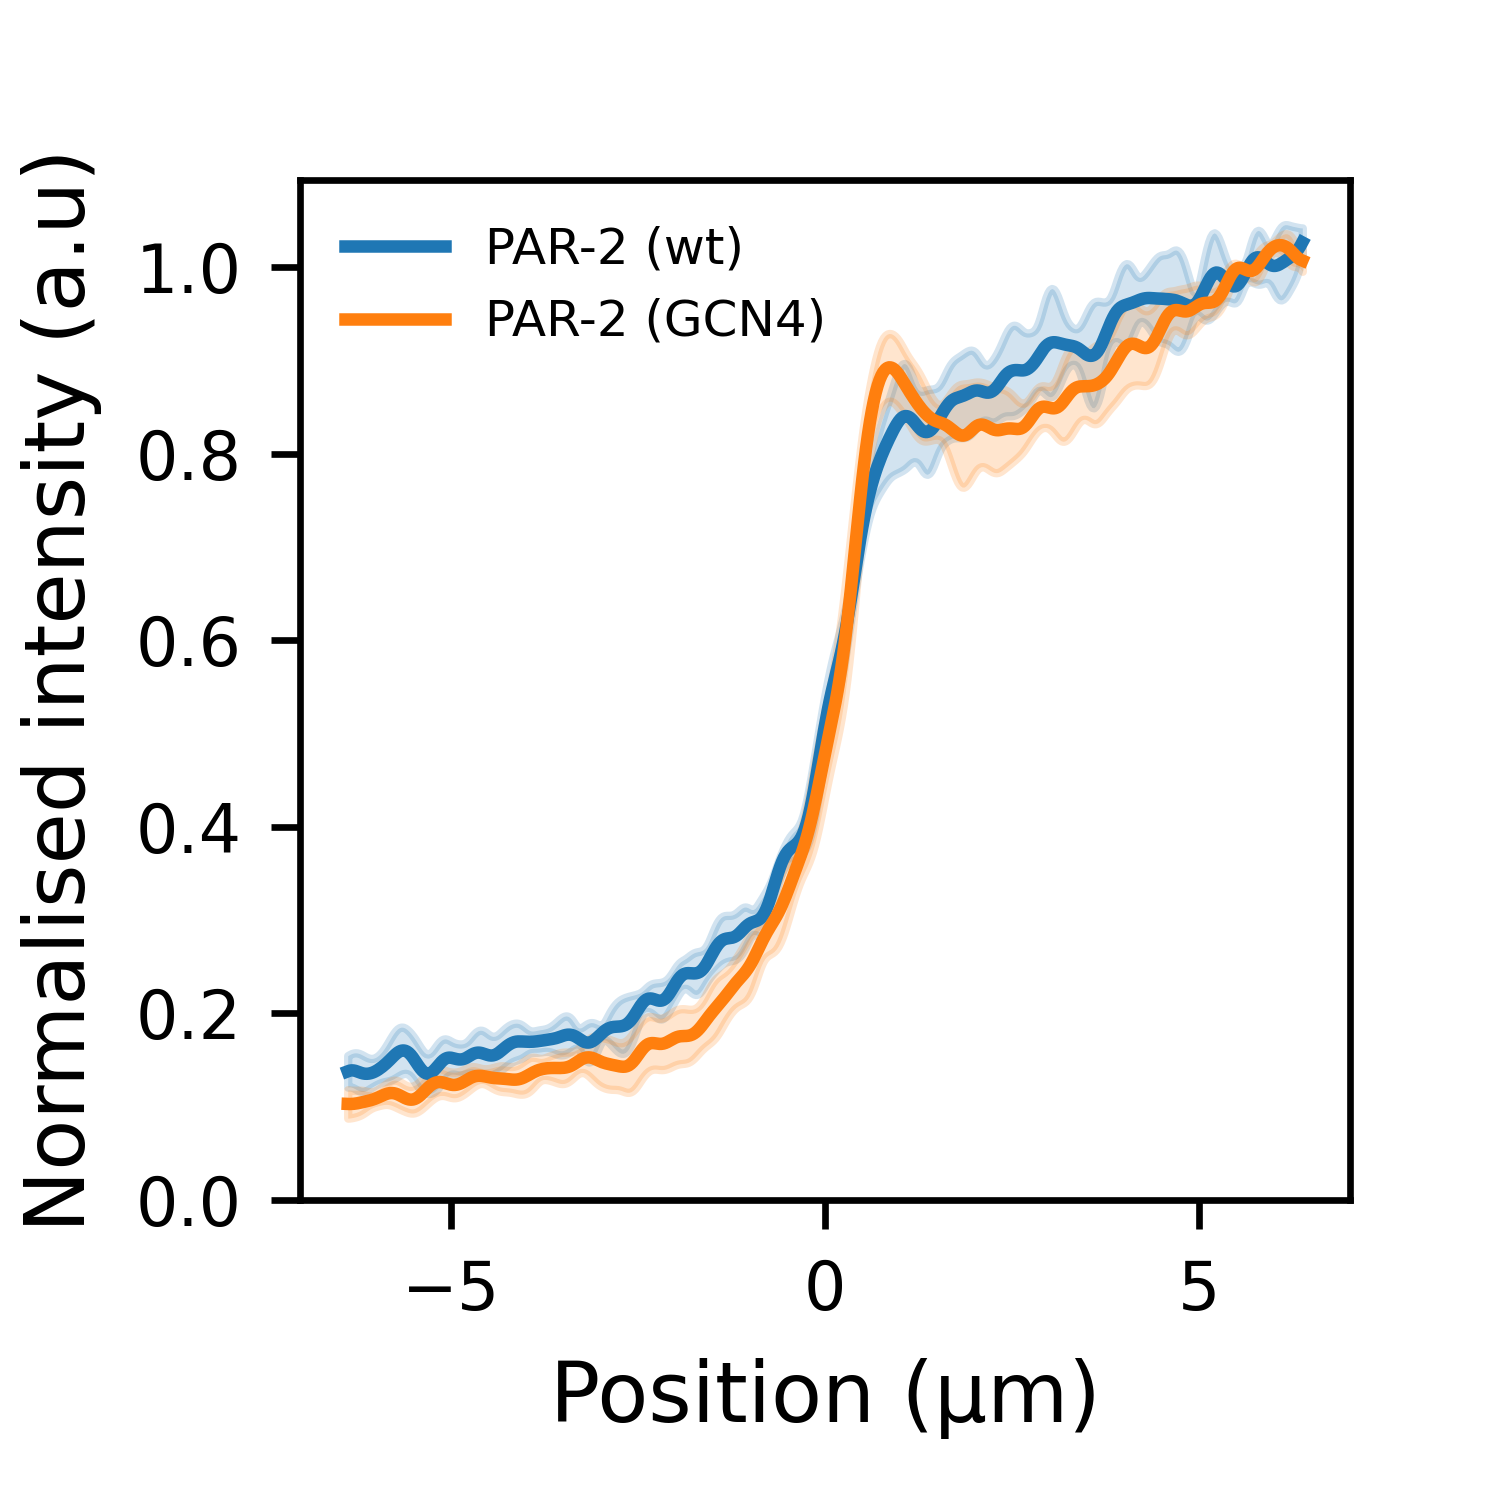 Normalised intensity (a.u)
PAR-2 (wt)
PAR-2 (GCN4)
1.0
0.8
0.6
0.4
0.2
0.0
−5 0 5
Position (µm)